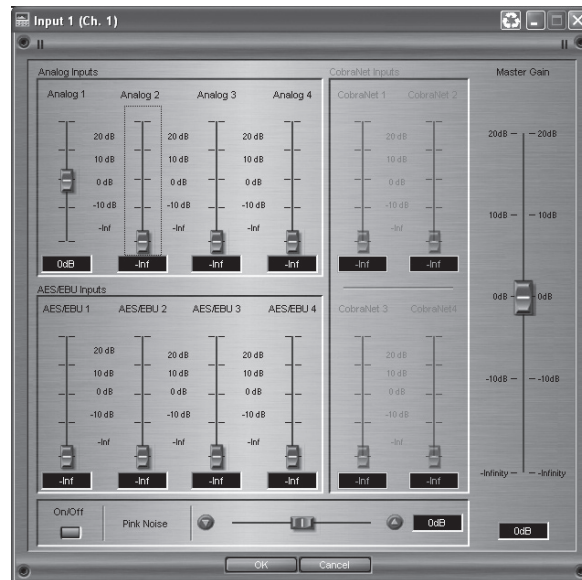 Input 1 (Ch. 1)
Analog Inputs
Analog 1 Analog 2 Analog 3 Analog 4
20 dB 20 dB 20 dB
10 dB 10 dB 10 dB
0 dB 0 dB 0 dB
-10 dB -10 dB -10 dB
-Inf -Inf -Inf
0dB -Inf -Inf -Inf
CobraNet Inputs
CobraNet 1 CobraNet 2
20 dB
10 dB
0 dB
-10 dB
-Inf
-Inf -Inf
AES/EBU Inputs
AES/EBU 1 AES/EBU 2 AES/EBU 3 AES/EBU 4
20 dB 20 dB 20 dB
10 dB 10 dB 10 dB
0 dB 0 dB 0 dB
-10 dB -10 dB -10 dB
-Inf -Inf -Inf
-Inf -Inf -Inf -Inf
CobraNet 3 CobraNet4
20 dB
10 dB
0 dB
-10 dB
-Inf
-Inf -Inf
Master Gain
20dB 20dB
10dB 10dB
0dB 0dB
-10dB -10dB
-Infinity -Infinity
0dB
On/Off
Pink Noise
0dB
OK Cancel